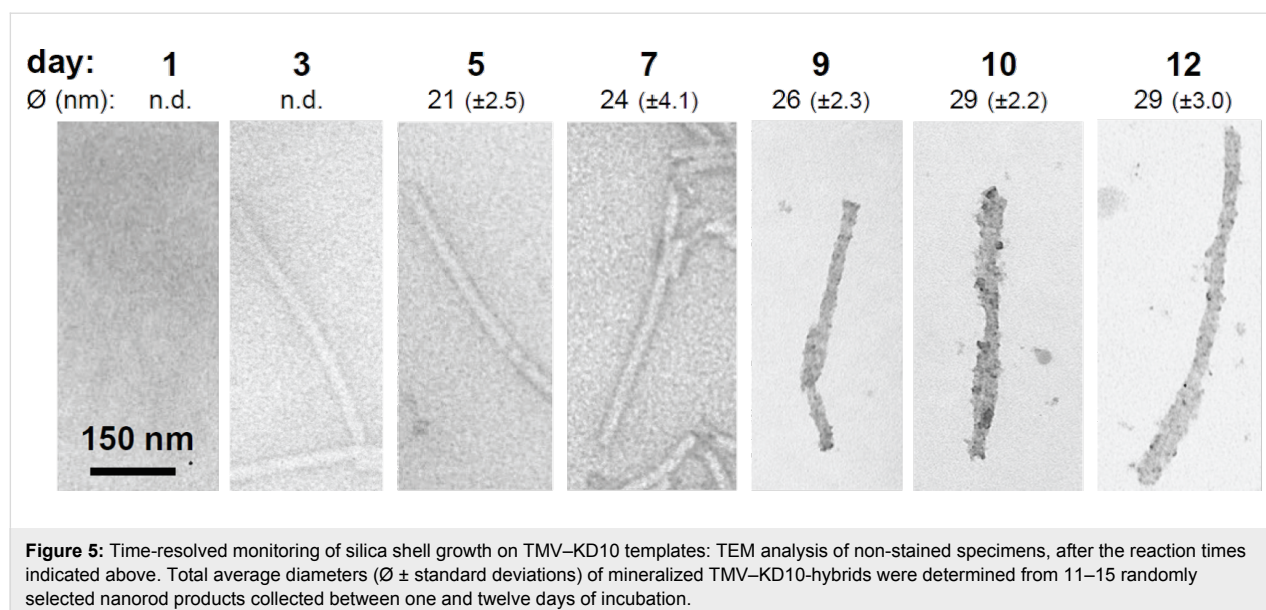 day: 1 3 5 7 9 10 12
Ø (nm): n.d. n.d. 21 (±2.5) 24 (±4.1) 26 (±2.3) 29 (±2.2) 29 (±3.0)
150 nm
Figure 5: Time-resolved monitoring of silica shell growth on TMV–KD10 templates: TEM analysis of non-stained specimens, after the reaction times
indicated above. Total average diameters (Ø ± standard deviations) of mineralized TMV–KD10-hybrids were determined from 11–15 randomly
selected nanorod products collected between one and twelve days of incubation.